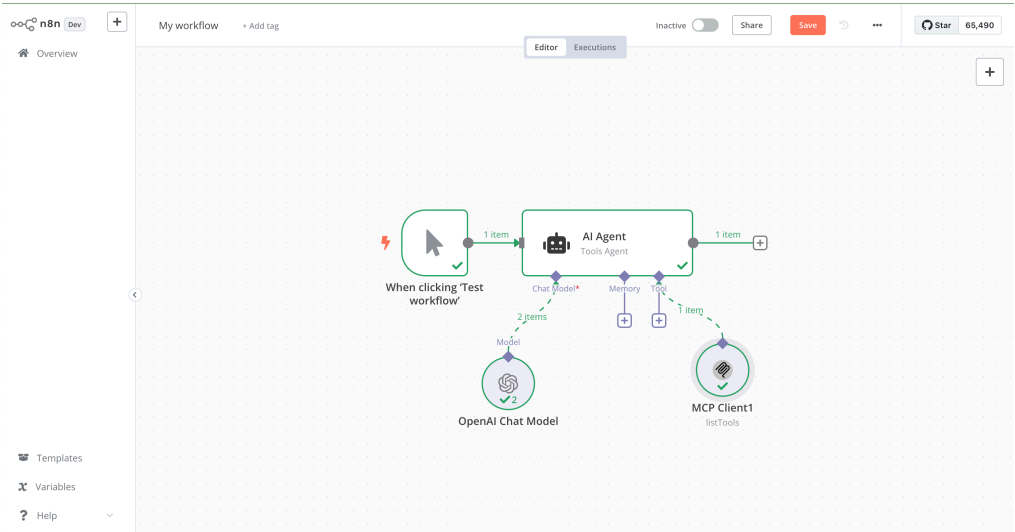 n8n Dev
My workflow
+ Add tag
Inactive
Share
Save
Star 65,490
Editor Executions
Overview
1 item
AI Agent
Tools Agent
1 item
When clicking ‘Test
workflow’
Chat Model*
Memory
Tool
2 items
1 item
Model
2
OpenAI Chat Model
MCP Client1
listTools
Templates
Variables
Help